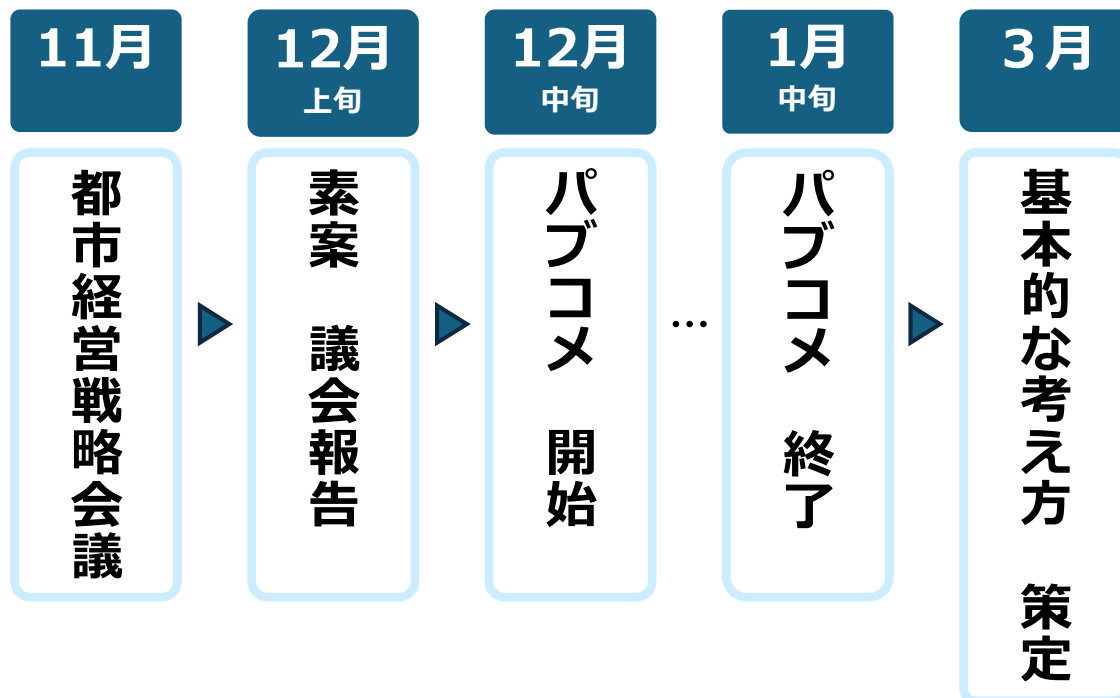 11月
都市経営戦略会議
12月
上旬
素案　議会報告
12月
中旬
パブコメ　開始
…
1月
中旬
パブコメ　終了
３月
基本的な考え方　策定